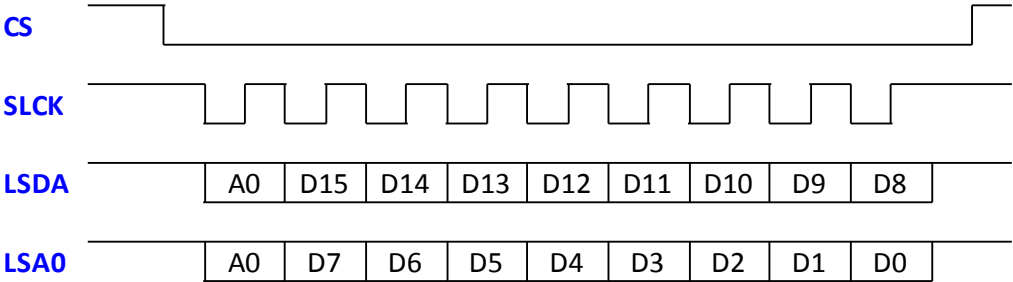 CS
SLCK
LSDA A0 D15 D14 D13 D12 D11 D10 D9 D8
LSA0 A0 D7 D6 D5 D4 D3 D2 D1 D0